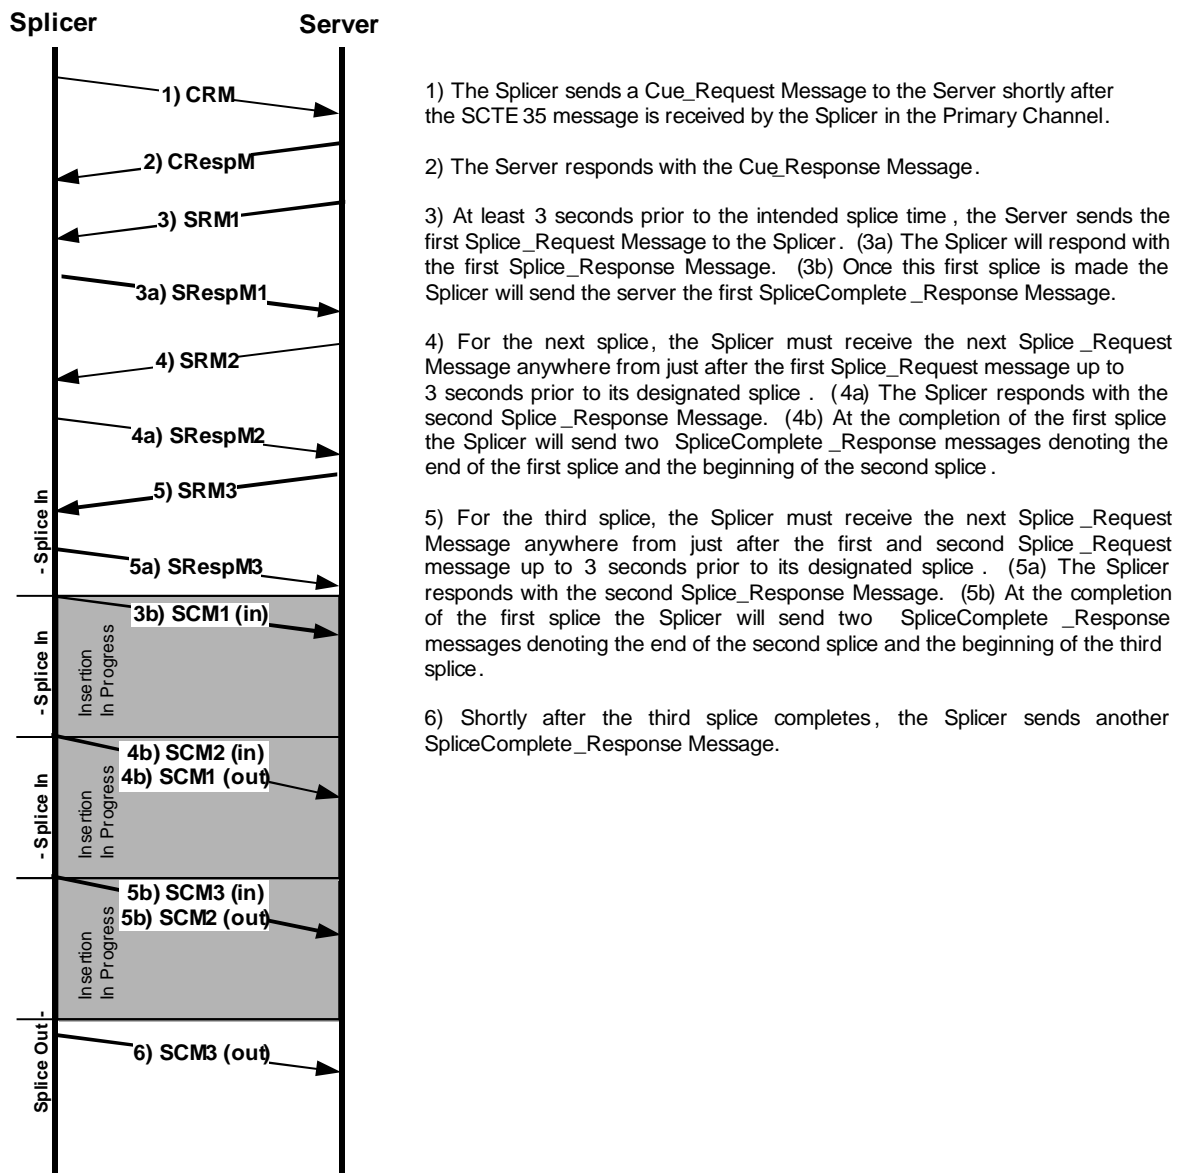 Splicer
Server
1) CRM
2) CRespM
3) SRM1
3a) SRespM1
4) SRM2
4a) SRespM2
5) SRM3
5a) SRespM3
3b) SCM1 (in)
4b) SCM2 (in)
4b) SCM1 (out)
5b) SCM3 (in)
5b) SCM2 (out)
6) SCM3 (out)
- Splice In
- Splice In
- Splice In
Splice Out -
Insertion
In Progress
Insertion
In Progress
Insertion
In Progress
1) The Splicer sends a Cue_Request Message to the Server shortly after
the SCTE 35 message is received by the Splicer in the Primary Channel.
2) The Server responds with the Cue_Response Message.
3) At least 3 seconds prior to the intended splice time, the Server sends the
first Splice_Request Message to the Splicer. (3a) The Splicer will respond with
the first Splice_Response Message. (3b) Once this first splice is made the
Splicer will send the server the first SpliceComplete_Response Message.
4) For the next splice, the Splicer must receive the next Splice_Request
Message anywhere from just after the first Splice_Request message up to
3 seconds prior to its designated splice. (4a) The Splicer responds with the
second Splice_Response Message. (4b) At the completion of the first splice
the Splicer will send two SpliceComplete_Response messages denoting the
end of the first splice and the beginning of the second splice.
5) For the third splice, the Splicer must receive the next Splice_Request
Message anywhere from just after the first and second Splice_Request
message up to 3 seconds prior to its designated splice. (5a) The Splicer
responds with the second Splice_Response Message. (5b) At the completion
of the first splice the Splicer will send two SpliceComplete_Response
messages denoting the end of the second splice and the beginning of the third
splice.
6) Shortly after the third splice completes, the Splicer sends another
SpliceComplete_Response Message.